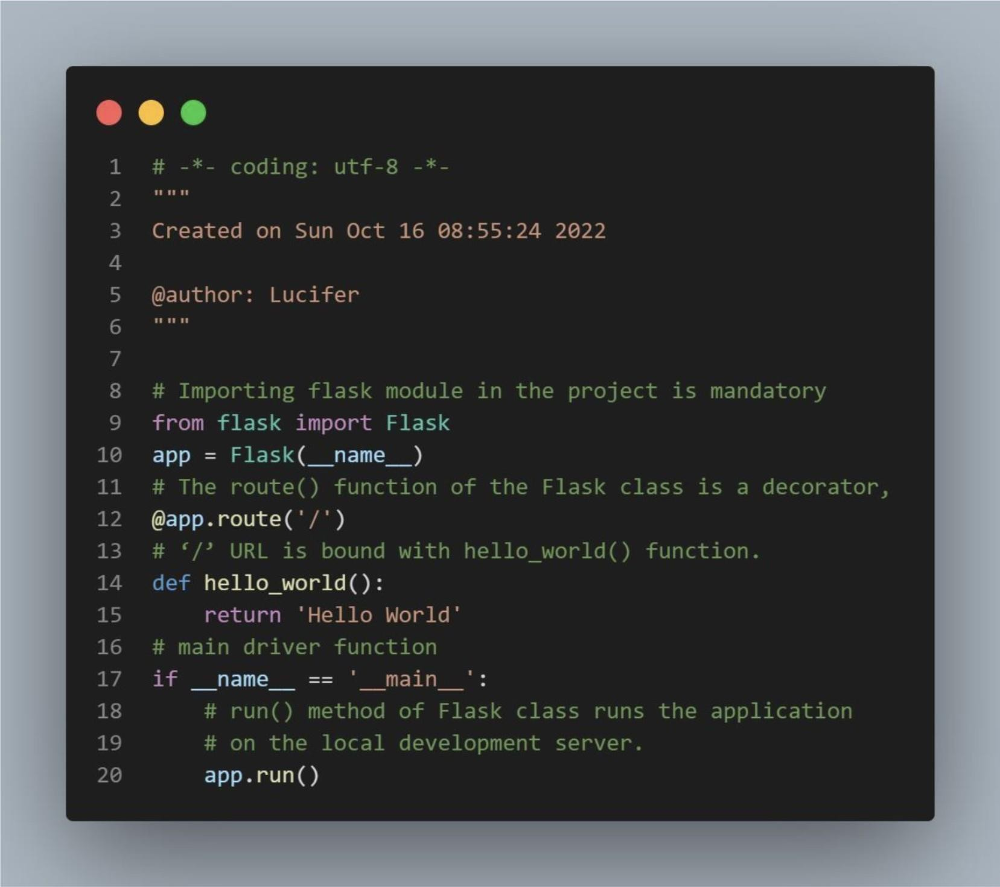 1 # -*- coding: utf-8 -*-
2 """
3 Created on Sun Oct 16 08:55:24 2022
4
5 @author: Lucifer
6 """
7
8 # Importing flask module in the project is mandatory
9 from flask import Flask
10 app = Flask(__name__)
11 # The route() function of the Flask class is a decorator,
12 @app.route('/')
13 # ‘/’ URL is bound with hello_world() function.
14 def hello_world():
15     return 'Hello World'
16 # main driver function
17 if __name__ == '__main__':
18     # run() method of Flask class runs the application
19     # on the local development server.
20     app.run()